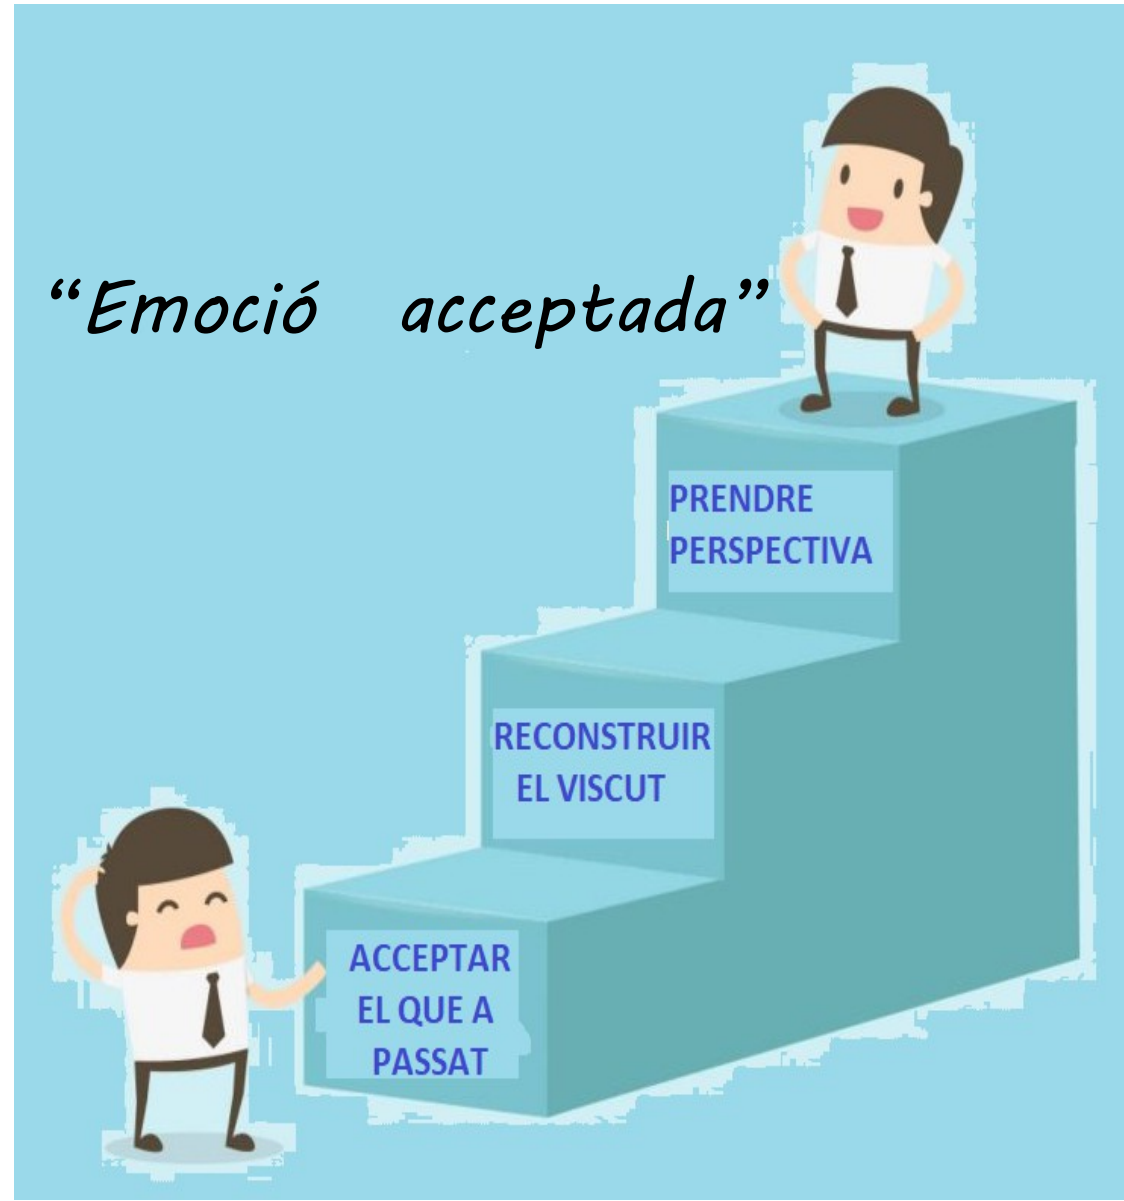 “Emoció acceptada”
PRENDRE
PERSPECTIVA
RECONSTRUIR
EL VISCUT
ACCEPTAR
EL QUE A
PASSAT